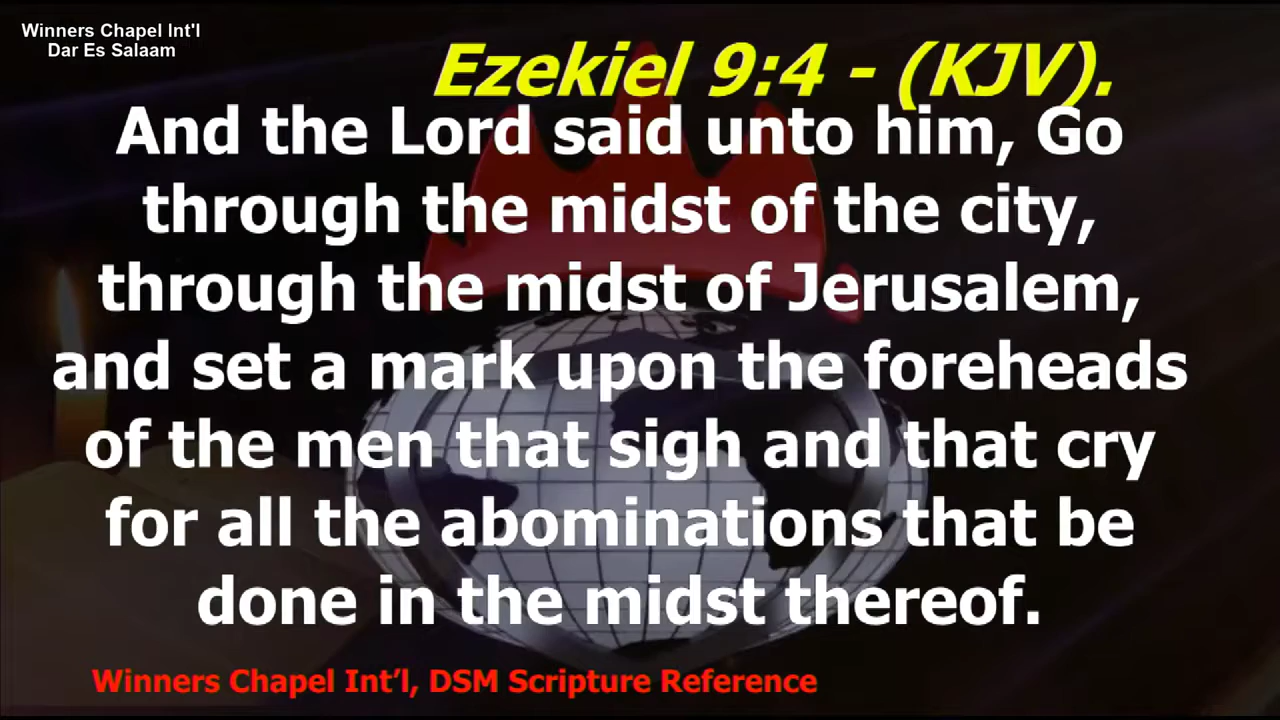 Winners Chapel Int'l
Dar Es Salaam
Ezekiel 9:4 - (KJV).
And the Lord said unto him, Go
through the midst of the city,
through the midst of Jerusalem,
and set a mark upon the foreheads
of the men that sigh and that cry
for all the abominations that be
done in the midst thereof.
Winners Chapel Int’l, DSM Scripture Reference